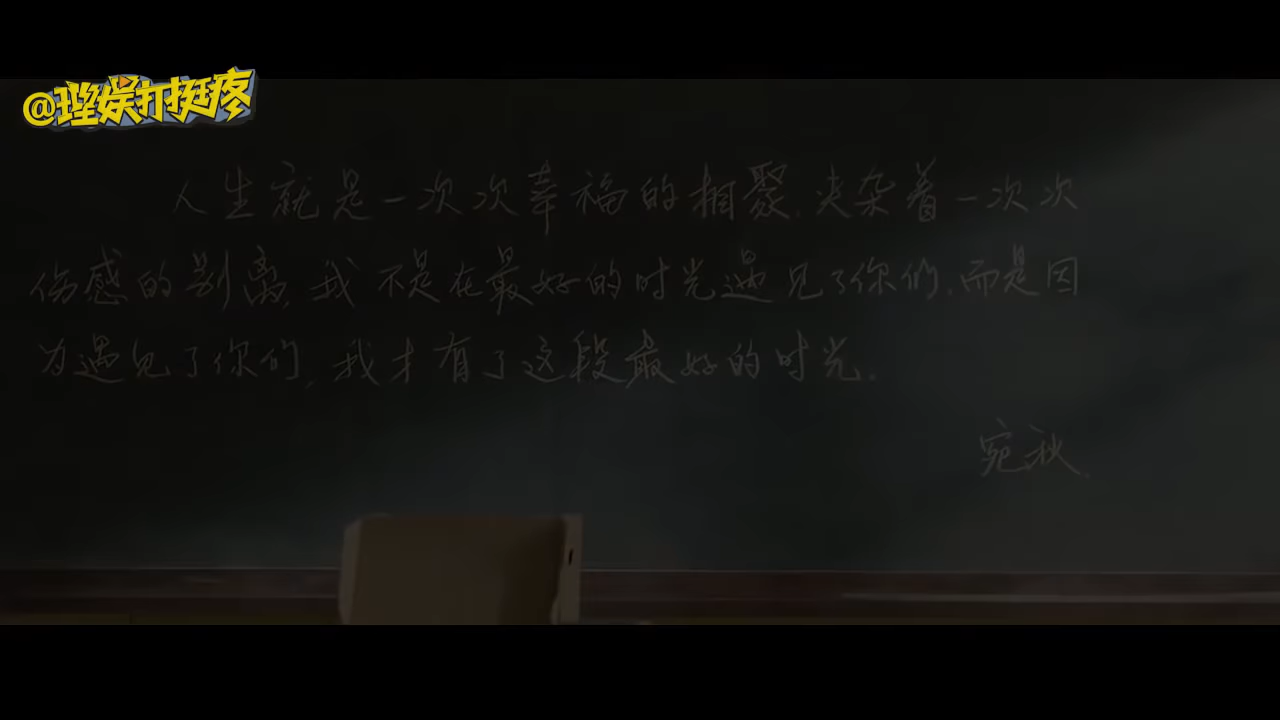 @理娱打挺疼
人生就是一次次幸福的相聚,夹杂着一次次
伤感的别离,我不是在最好的时光遇见了你们,而是因
为遇见了你们,我才有了这段最好的时光.
宛秋.